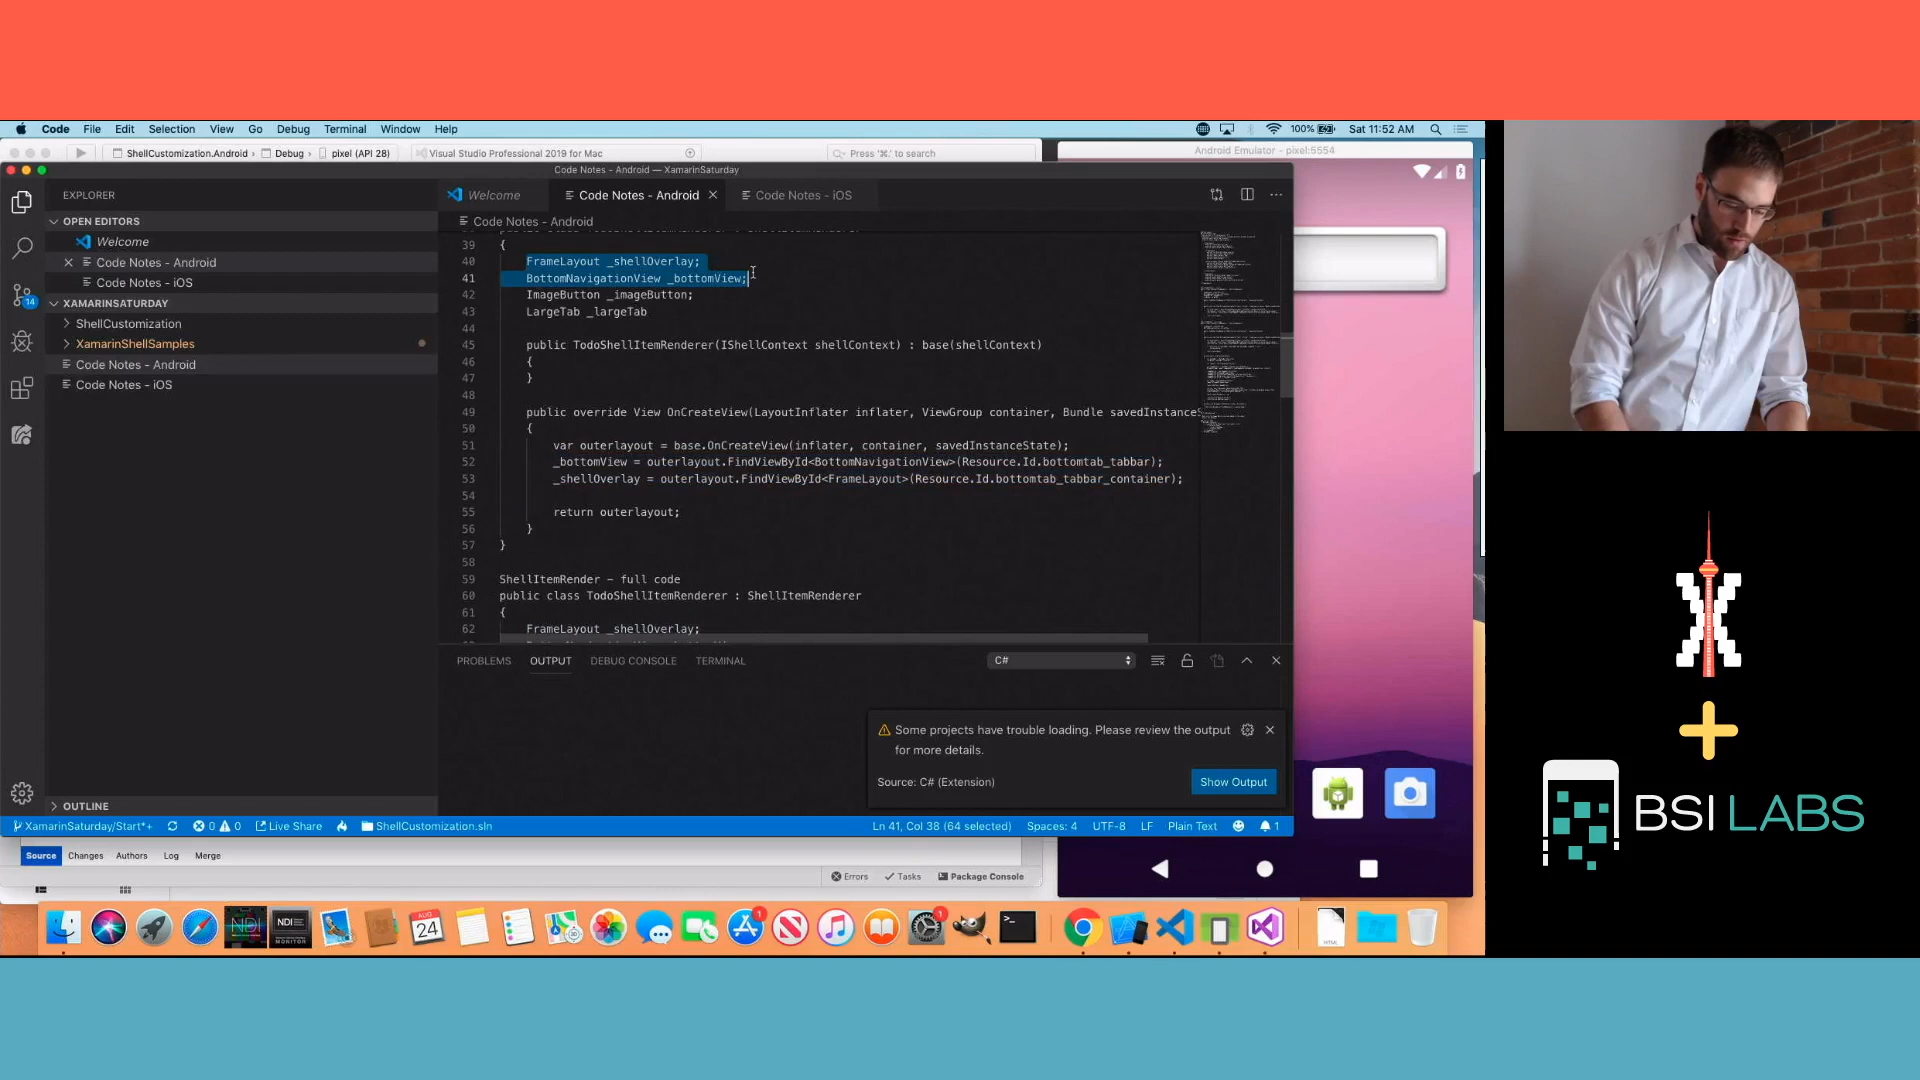 Code File Edit Selection View Go Debug Terminal Window Help
100% Sat 11:52 AM
ShellCustomization.Android Debug pixel (API 28)
Visual Studio Professional 2019 for Mac
Press '⌘.' to search
Android Emulator - pixel:5554
Code Notes - Android — XamarinSaturday
EXPLORER
Welcome
Code Notes - Android
Code Notes - iOS
OPEN EDITORS
Welcome
Code Notes - Android
Code Notes - iOS
XAMARINSATURDAY
ShellCustomization
XamarinShellSamples
Code Notes - Android
Code Notes - iOS
14
OUTLINE
Code Notes - Android
39 {
40 FrameLayout _shellOverlay;
41 BottomNavigationView _bottomView;
42 ImageButton _imageButton;
43 LargeTab _largeTab
44
45 public TodoShellItemRenderer(IShellContext shellContext) : base(shellContext)
46 {
47 }
48
49 public override View OnCreateView(LayoutInflater inflater, ViewGroup container, Bundle savedInstanceS
50 {
51 var outerlayout = base.OnCreateView(inflater, container, savedInstanceState);
52 _bottomView = outerlayout.FindViewById<BottomNavigationView>(Resource.Id.bottomtab_tabbar);
53 _shellOverlay = outerlayout.FindViewById<FrameLayout>(Resource.Id.bottomtab_tabbar_container);
54
55 return outerlayout;
56 }
57 }
58
59 ShellItemRender - full code
60 public class TodoShellItemRenderer : ShellItemRenderer
61 {
62 FrameLayout _shellOverlay;
PROBLEMS OUTPUT DEBUG CONSOLE TERMINAL
C#
Some projects have trouble loading. Please review the output
for more details.
Source: C# (Extension)
Show Output
XamarinSaturday/Start*+ 0 0 Live Share ShellCustomization.sln
Ln 41, Col 38 (64 selected) Spaces: 4 UTF-8 LF Plain Text 1
Source Changes Authors Log Merge
Errors Tasks Package Console
NDI
NDI
MONITOR
AUG
24
1
1
HTML
BSI LABS